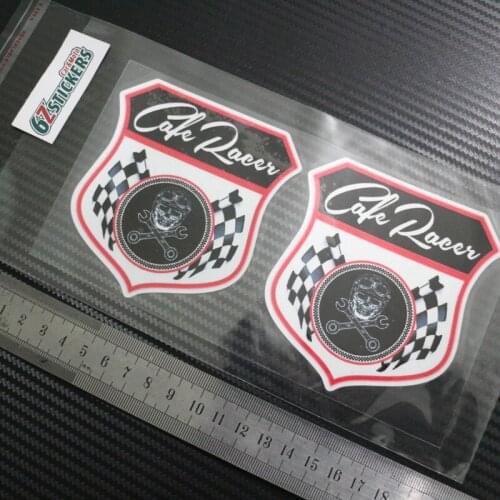 CustMoto
6Z STICKERS
Cafe Racer
Cafe Racer
1 2 3 4 5 6 7 8 9 10 11 12 13 14 15 16 17 18